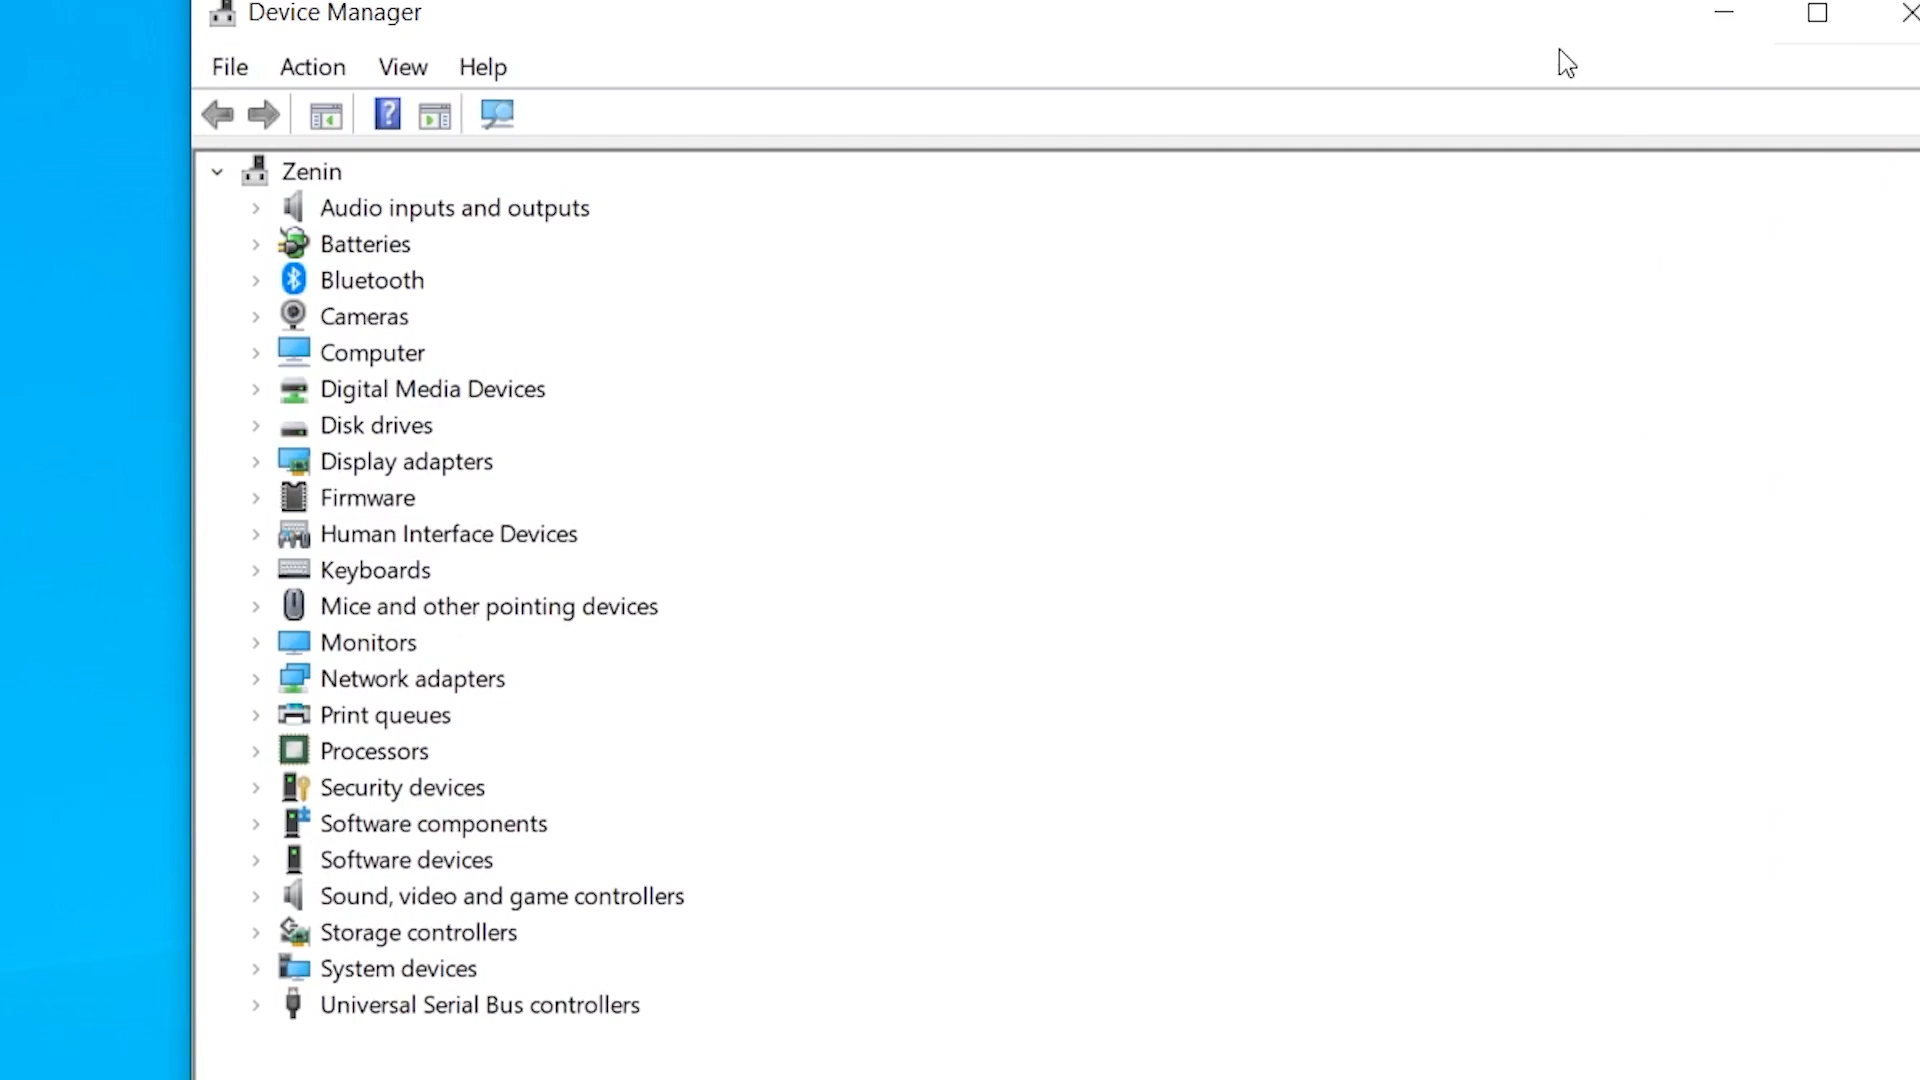 Device Manager
File Action View Help
Zenin
Audio inputs and outputs
Batteries
Bluetooth
Cameras
Computer
Digital Media Devices
Disk drives
Display adapters
Firmware
Human Interface Devices
Keyboards
Mice and other pointing devices
Monitors
Network adapters
Print queues
Processors
Security devices
Software components
Software devices
Sound, video and game controllers
Storage controllers
System devices
Universal Serial Bus controllers